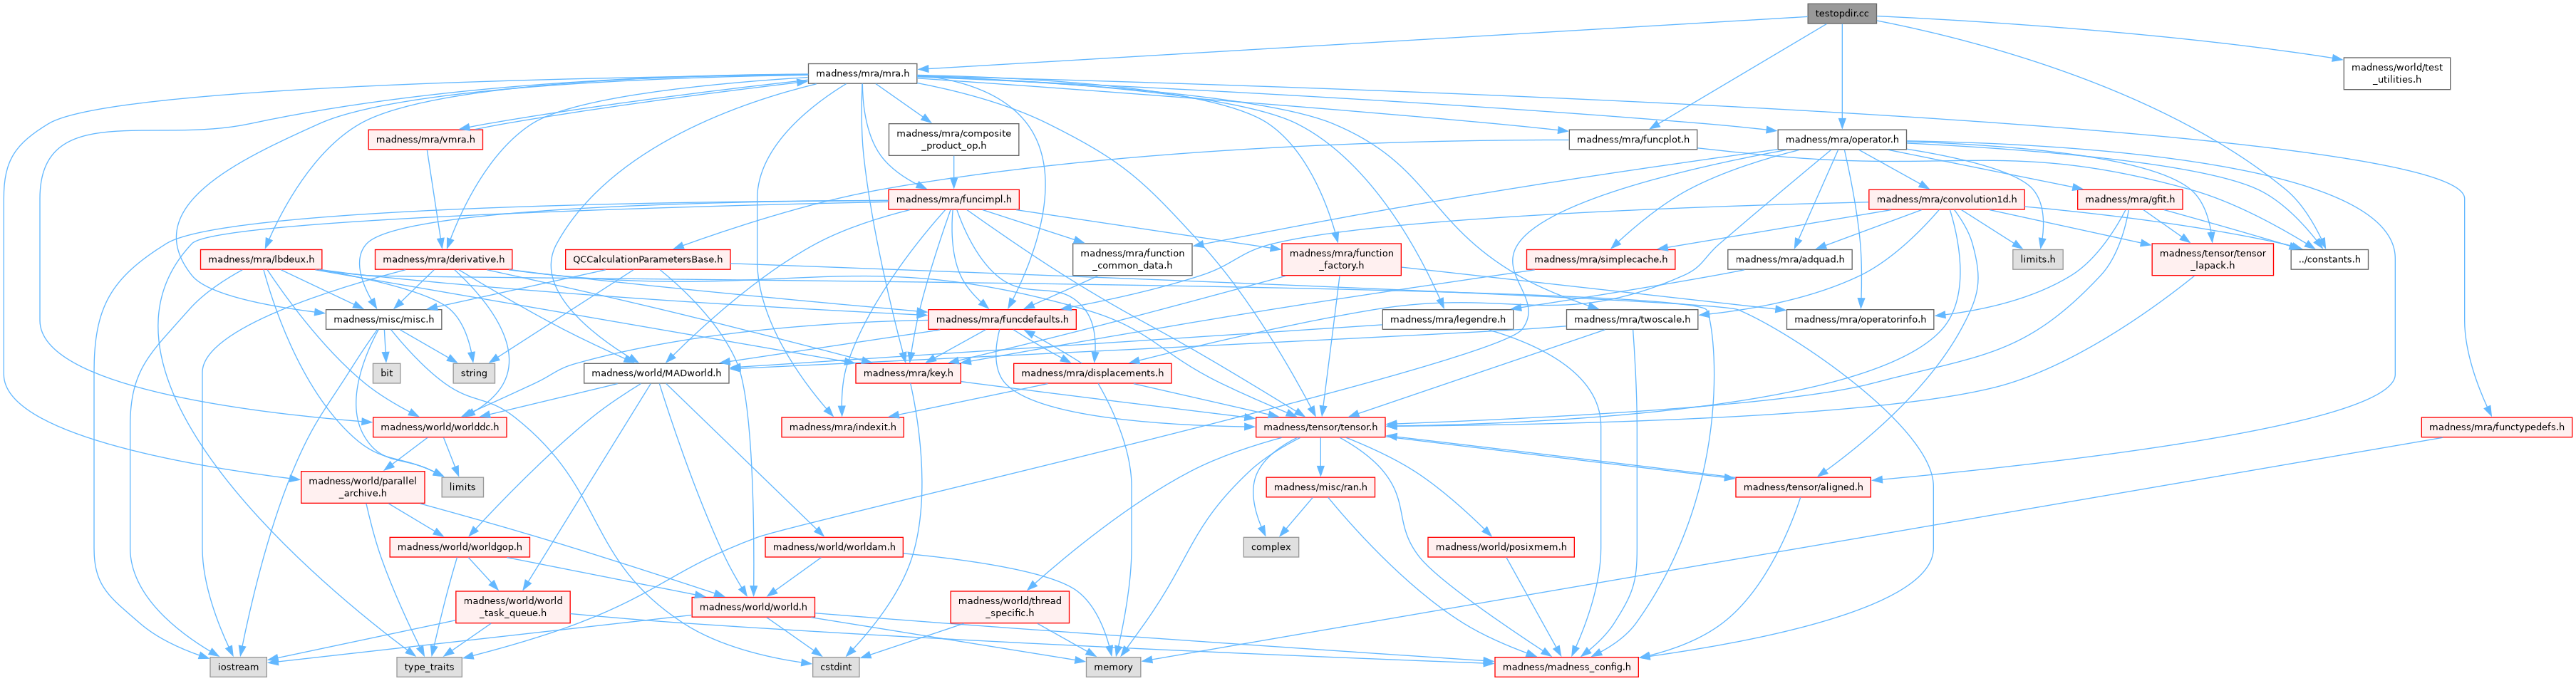 testopdir.cc
madness/mra/mra.h
madness/world/test
_utilities.h
madness/mra/vmra.h
madness/mra/composite
_product_op.h
madness/mra/funcplot.h
madness/mra/operator.h
madness/mra/funcimpl.h
madness/mra/convolution1d.h
madness/mra/gfit.h
madness/mra/lbdeux.h
madness/mra/derivative.h
QCCalculationParametersBase.h
madness/mra/function
_common_data.h
madness/mra/function
_factory.h
madness/mra/simplecache.h
madness/mra/adquad.h
limits.h
madness/tensor/tensor
_lapack.h
../constants.h
madness/misc/misc.h
madness/mra/funcdefaults.h
madness/mra/legendre.h
madness/mra/twoscale.h
madness/mra/operatorinfo.h
bit
string
madness/world/MADworld.h
madness/mra/key.h
madness/mra/displacements.h
madness/world/worlddc.h
madness/mra/indexit.h
madness/tensor/tensor.h
madness/mra/functypedefs.h
madness/world/parallel
_archive.h
limits
madness/misc/ran.h
madness/tensor/aligned.h
madness/world/worldgop.h
madness/world/worldam.h
complex
madness/world/posixmem.h
madness/world/world
_task_queue.h
madness/world/world.h
madness/world/thread
_specific.h
iostream
type_traits
cstdint
memory
madness/madness_config.h